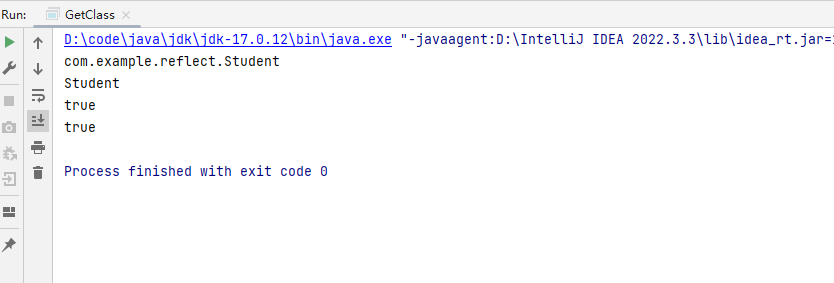 Run: GetClass
D:\code\java\jdk\jdk-17.0.12\bin\java.exe "-javaagent:D:\IntelliJ IDEA 2022.3.3\lib\idea_rt.jar=
com.example.reflect.Student
Student
true
true
Process finished with exit code 0